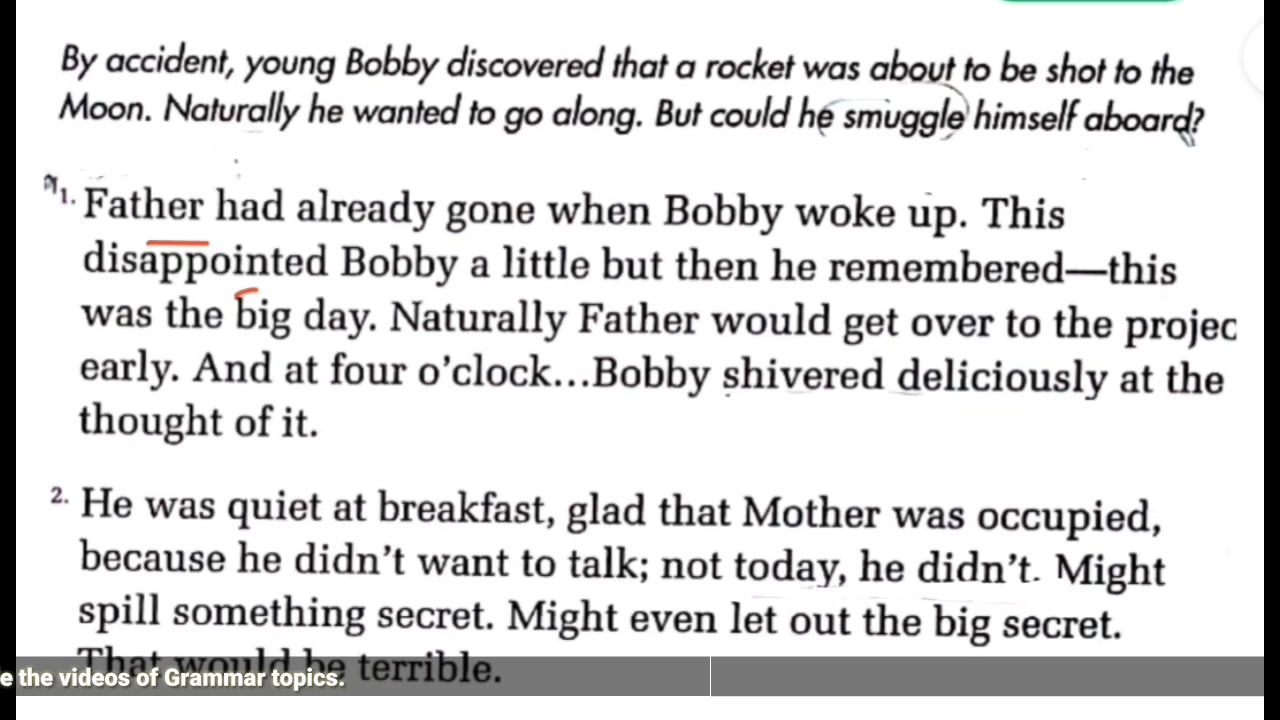 By accident, young Bobby discovered that a rocket was about to be shot to the
Moon. Naturally he wanted to go along. But could he smuggle himself aboard?
1. Father had already gone when Bobby woke up. This
disappointed Bobby a little but then he remembered—this
was the big day. Naturally Father would get over to the projec
early. And at four o'clock...Bobby shivered deliciously at the
thought of it.
2. He was quiet at breakfast, glad that Mother was occupied,
because he didn't want to talk; not today, he didn't. Might
spill something secret. Might even let out the big secret.
That would be terrible.
e the videos of Grammar topics.